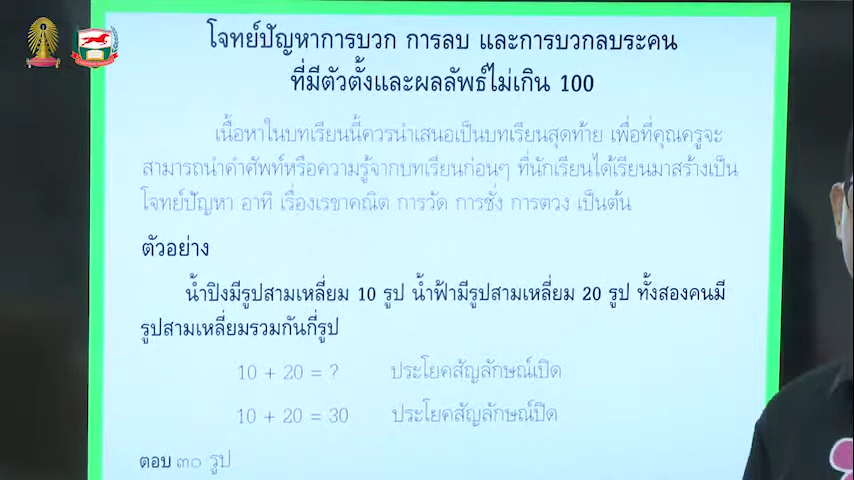 โจทย์ปัญหาการบวก การลบ และการบวกลบระคน
ที่มีตัวตั้งและผลลัพธ์ไม่เกิน 100
เนื้อหาในบทเรียนนี้ควรนำเสนอเป็นบทเรียนสุดท้าย เพื่อที่คุณครูจะ
สามารถนำคำศัพท์หรือความรู้จากบทเรียนก่อนๆ ที่นักเรียนได้เรียนมาสร้างเป็น
โจทย์ปัญหา อาทิ เรื่องเรขาคณิต การวัด การชั่ง การตวง เป็นต้น
ตัวอย่าง
น้ำปิงมีรูปสามเหลี่ยม 10 รูป น้ำฟ้ามีรูปสามเหลี่ยม 20 รูป ทั้งสองคนมี
รูปสามเหลี่ยมรวมกันกี่รูป
10 + 20 = ? ประโยคสัญลักษณ์เปิด
10 + 20 = 30 ประโยคสัญลักษณ์ปิด
ตอบ ๓๐ รูป